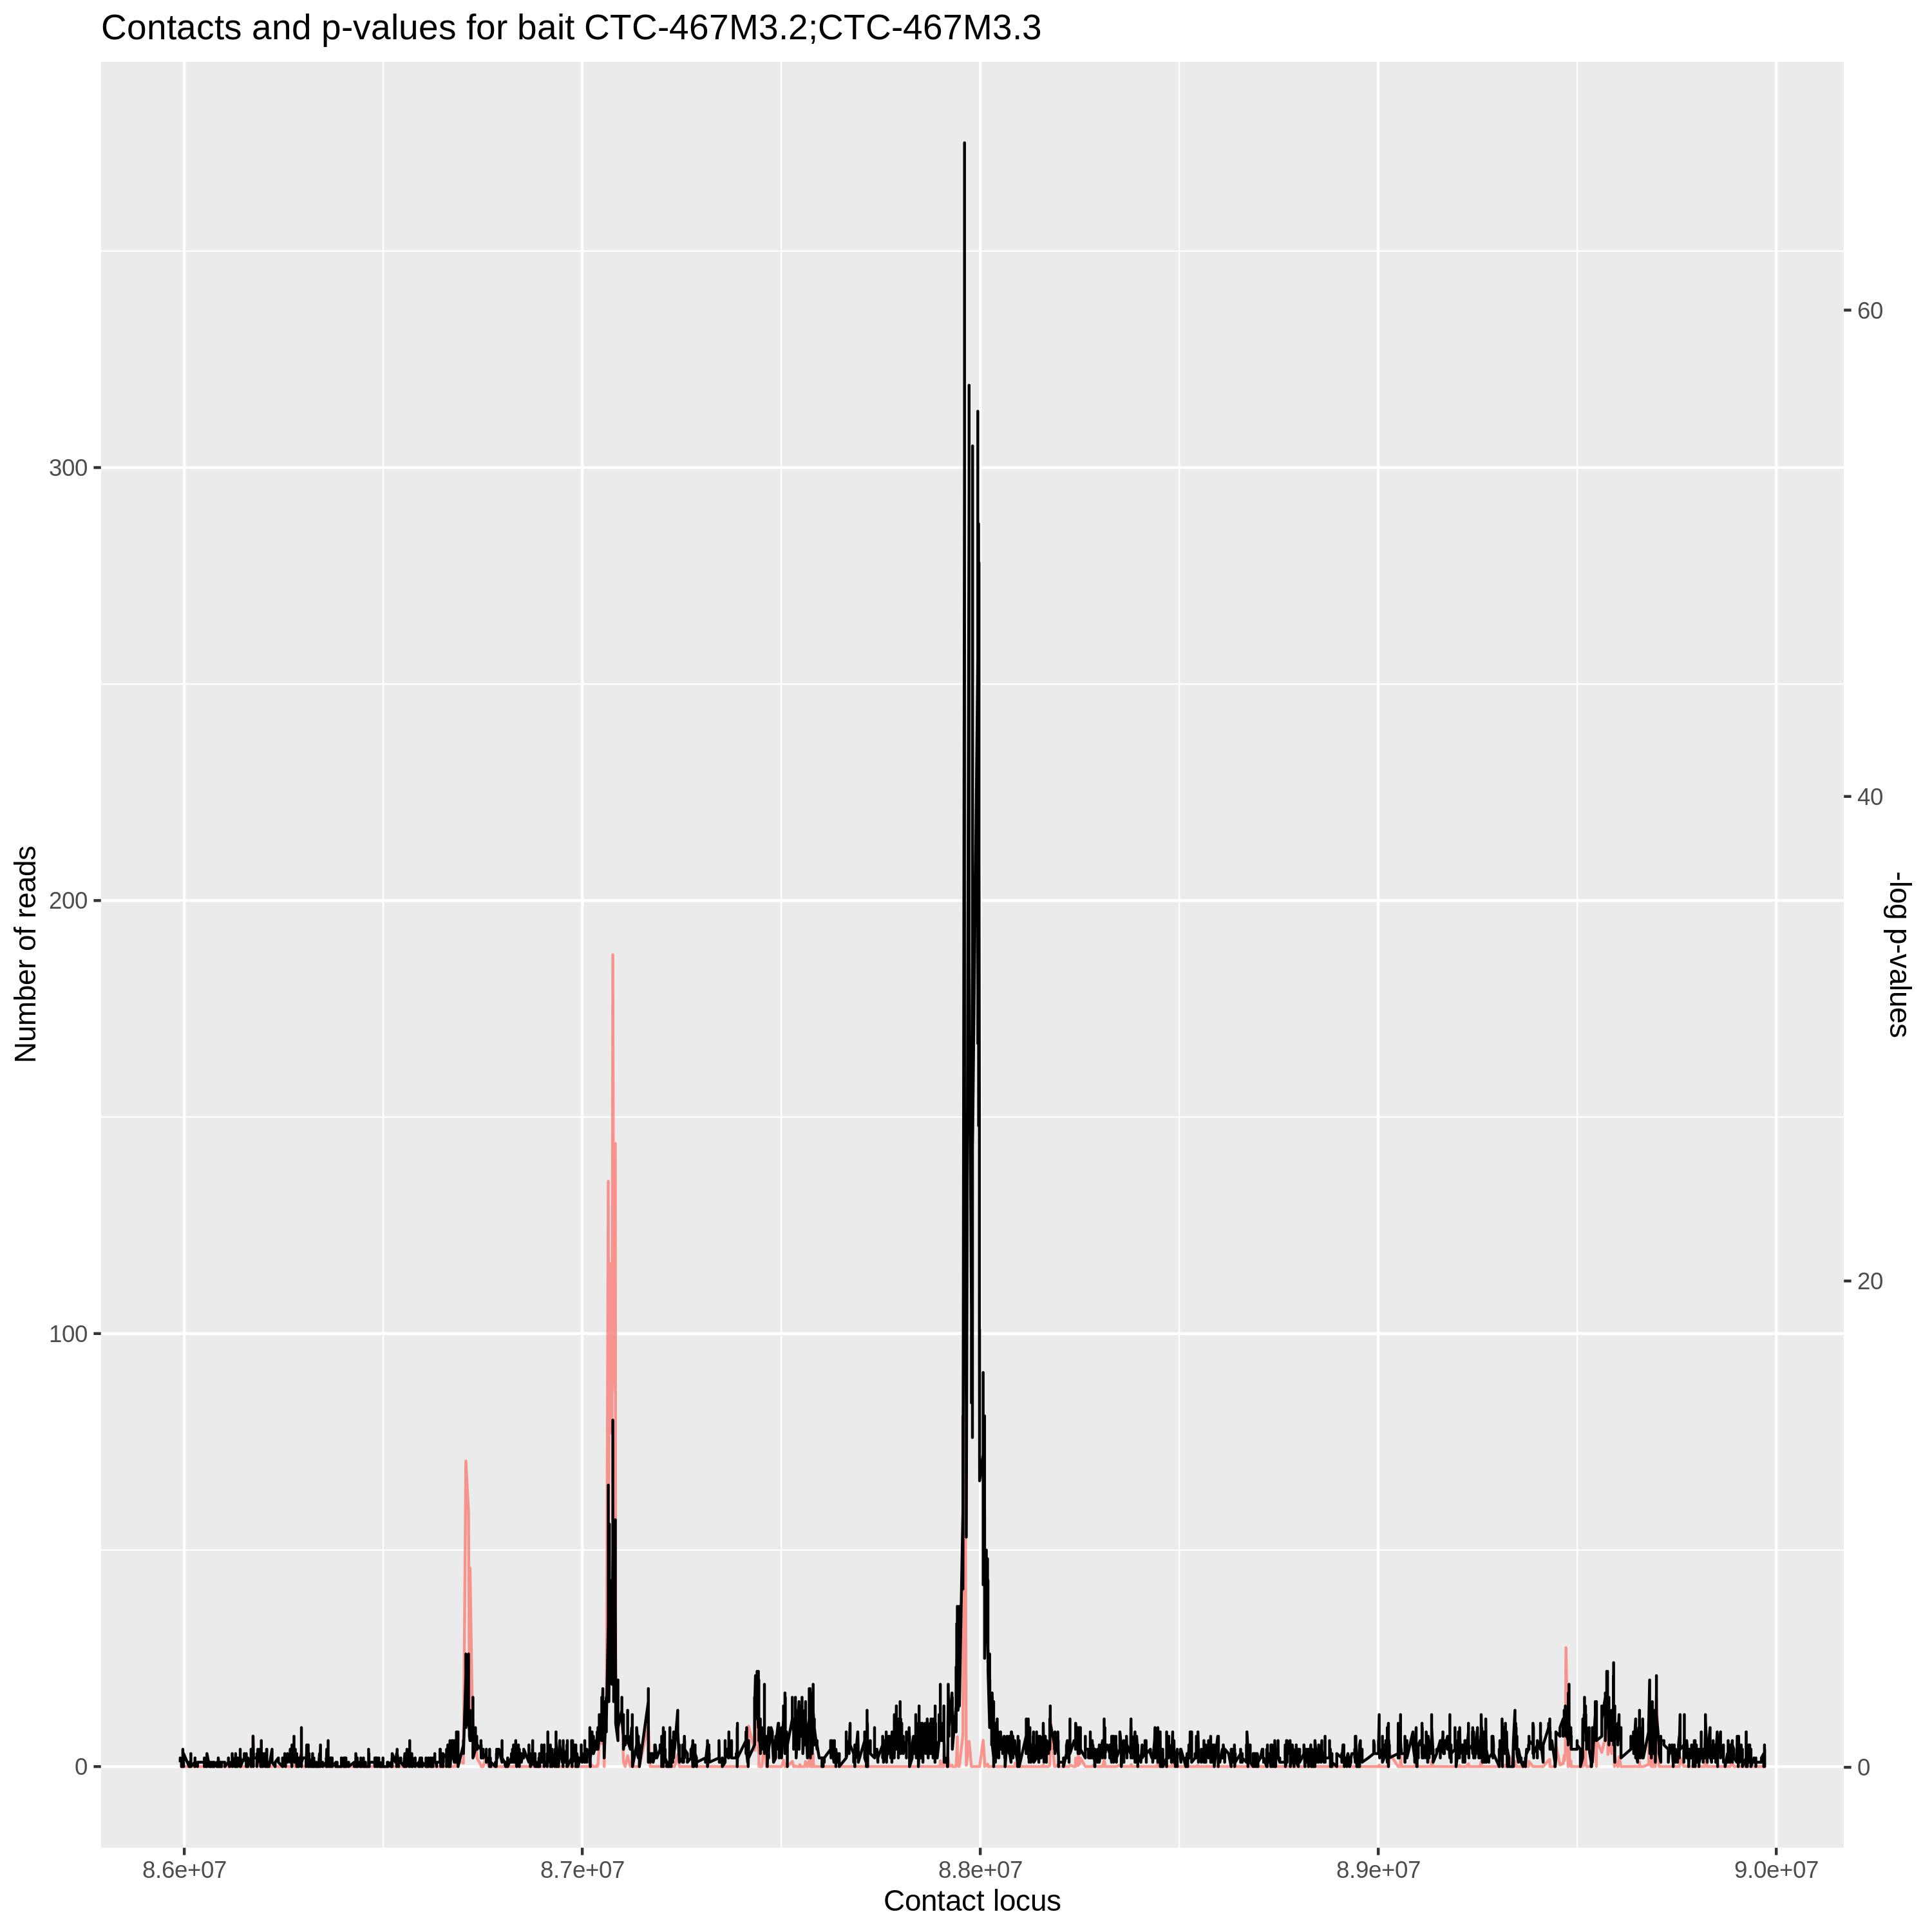 Contacts and p-values for bait CTC-467M3.2;CTC-467M3.3
Number of reads
300
200
100
0
60
40
20
0
-log p-values
8.6e+07 8.7e+07 8.8e+07 8.9e+07 9.0e+07
Contact locus